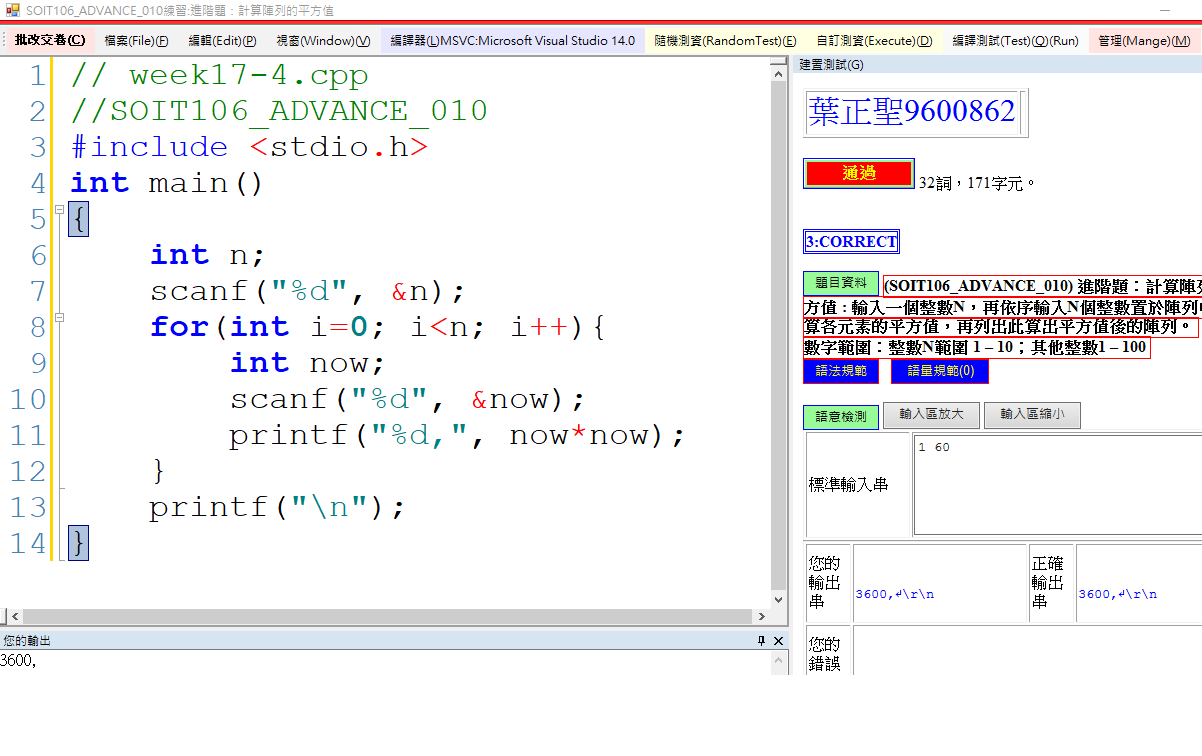 SOIT106_ADVANCE_010練習:進階題：計算陣列的平方值
批改交卷(C) 檔案(File)(F) 編輯(Edit)(P) 視窗(Window)(V) 編譯器(L)MSVC:Microsoft Visual Studio 14.0 隨機測資(RandomTest)(E) 自訂測資(Execute)(D) 編譯測試(Test)(Q)(Run) 管理(Mange)(M)
1 // week17-4.cpp
2 //SOIT106_ADVANCE_010
3 #include <stdio.h>
4 int main()
5 {
6 int n;
7 scanf("%d", &n);
8 for(int i=0; i<n; i++){
9 int now;
10 scanf("%d", &now);
11 printf("%d,", now*now);
12 }
13 printf("\n");
14 }
您的輸出
3600,
建置測試(G)
葉正聖9600862
通過 32詞，171字元。
3:CORRECT
題目資料 (SOIT106_ADVANCE_010) 進階題：計算陣
方值 : 輸入一個整數N，再依序輸入N個整數置於陣列
算各元素的平方值，再列出此算出平方值後的陣列。
數字範圍：整數N範圍 1 – 10；其他整數1 – 100
語法規範 語量規範(0)
語意檢測 輸入區放大 輸入區縮小
標準輸入串
1 60
您的輸出串
3600,↲\r\n
正確輸出串
3600,↲\r\n
您的錯誤